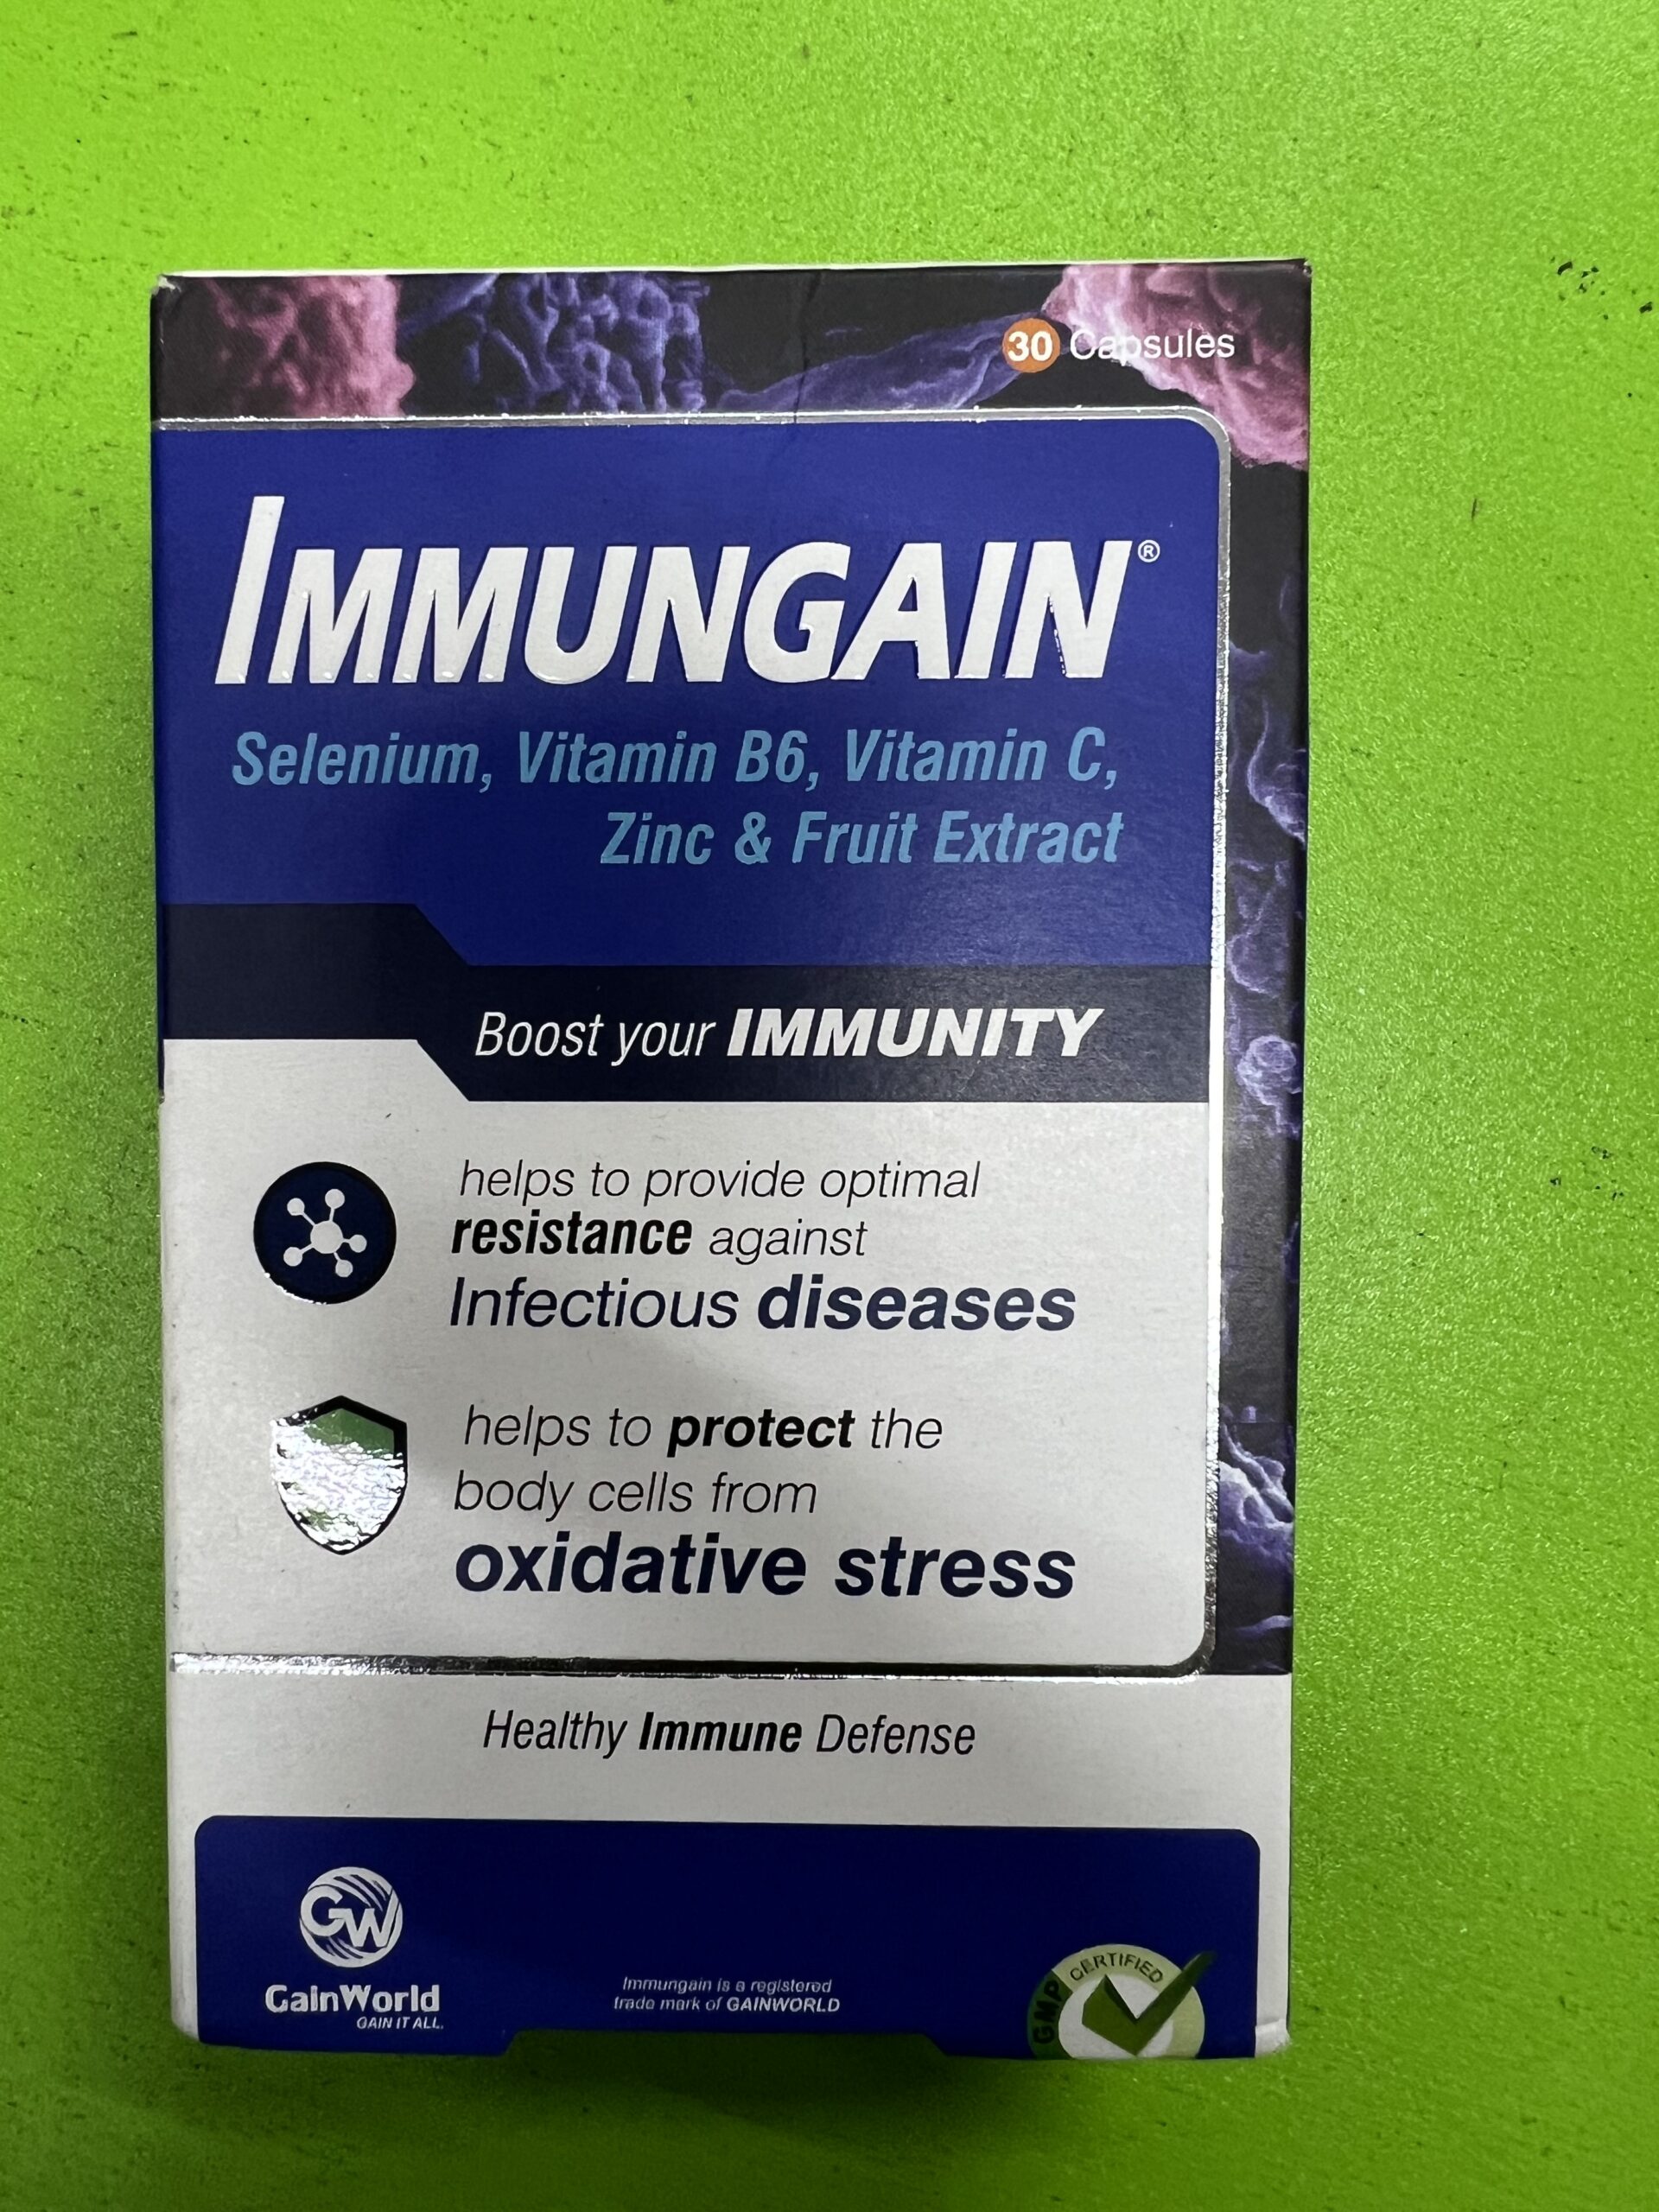 30 Capsules
IMMUNGAIN®
Selenium, Vitamin B6, Vitamin C,
Zinc & Fruit Extract
Boost your IMMUNITY
helps to provide optimal
resistance against
Infectious diseases
helps to protect the
body cells from
oxidative stress
Healthy Immune Defense
GW
GainWorld
GAIN IT ALL.
Immungain is a registered
trade mark of GAINWORLD
GMP CERTIFIED